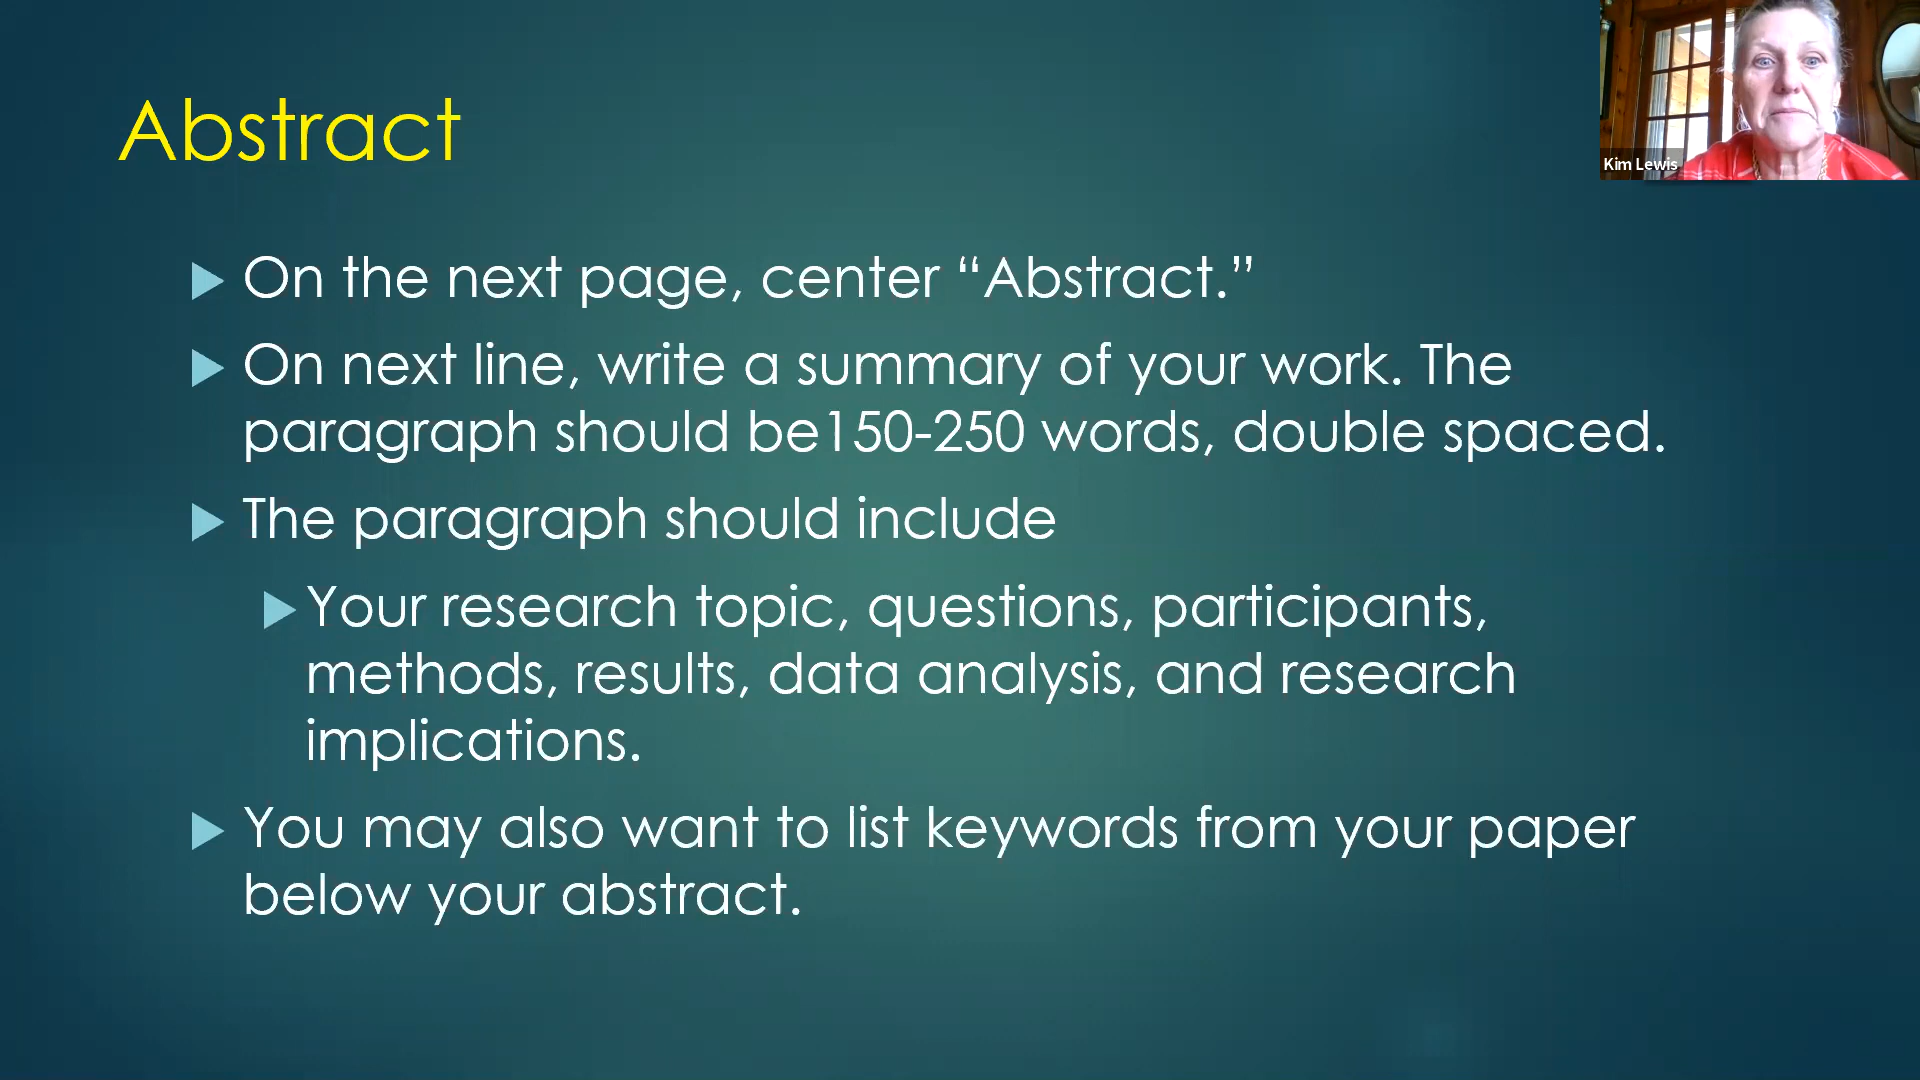 Abstract
Kim Lewis
On the next page, center “Abstract.”
On next line, write a summary of your work. The
paragraph should be150-250 words, double spaced.
The paragraph should include
Your research topic, questions, participants,
methods, results, data analysis, and research
implications.
You may also want to list keywords from your paper
below your abstract.